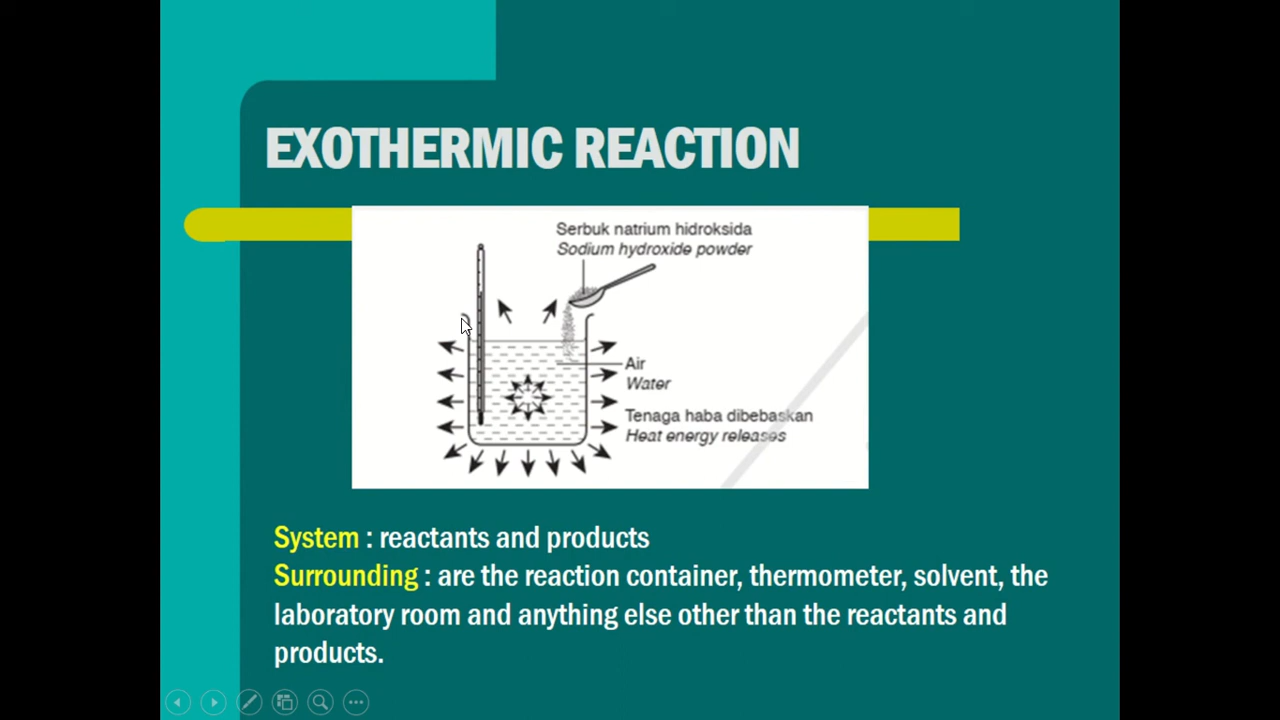 EXOTHERMIC REACTION
Serbuk natrium hidroksida
Sodium hydroxide powder
Air
Water
Tenaga haba dibebaskan
Heat energy releases
System : reactants and products
Surrounding : are the reaction container, thermometer, solvent, the
laboratory room and anything else other than the reactants and
products.